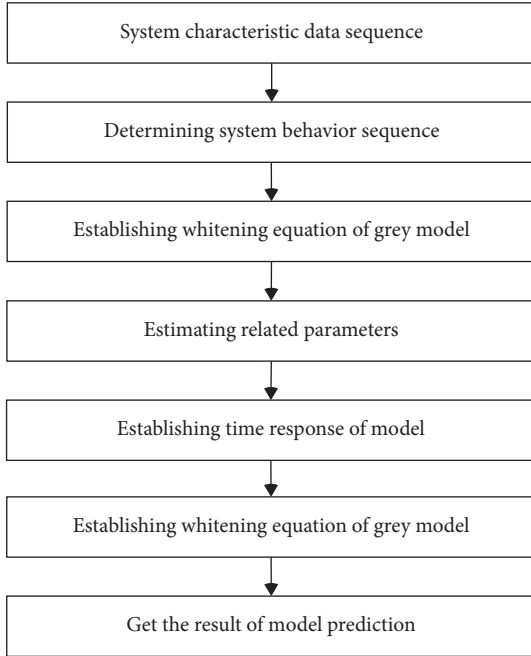 System characteristic data sequence
Determining system behavior sequence
Establishing whitening equation of grey model
Estimating related parameters
Establishing time response of model
Establishing whitening equation of grey model
Get the result of model prediction